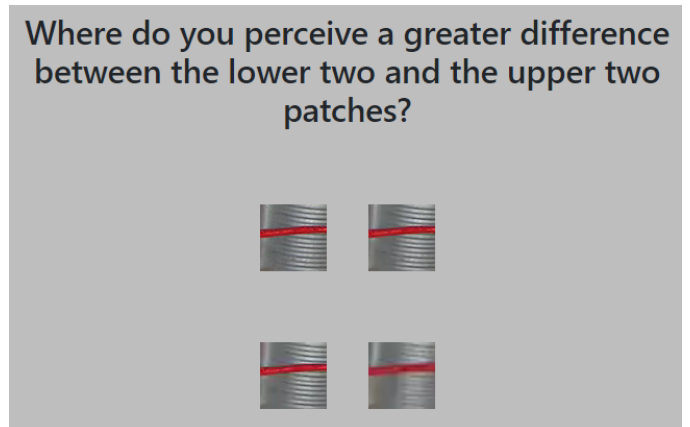 Where do you perceive a greater difference
between the lower two and the upper two
patches?